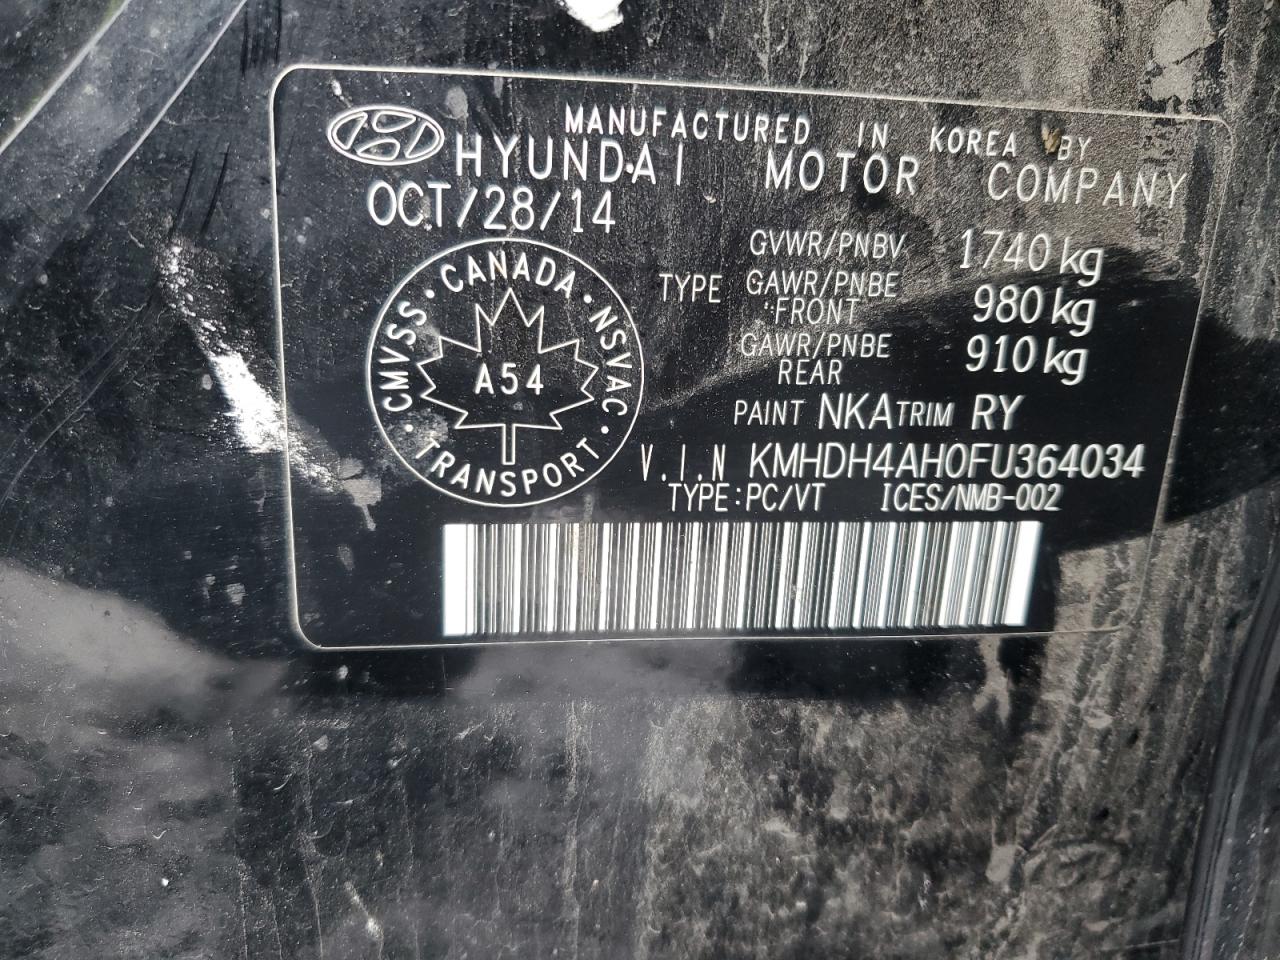 MANUFACTURED IN KOREA BY
HYUNDAI MOTOR COMPANY
OCT/28/14
GVWR/PNBV 1740 kg
TYPE GAWR/PNBE FRONT 980 kg
GAWR/PNBE REAR 910 kg
PAINT NKA TRIM RY
V.I.N KMHDH4AH0FU364034
TYPE:PC/VT ICES/NMB-002
CMVSS · CANADA · NSVAC · TRANSPORT ·
A54